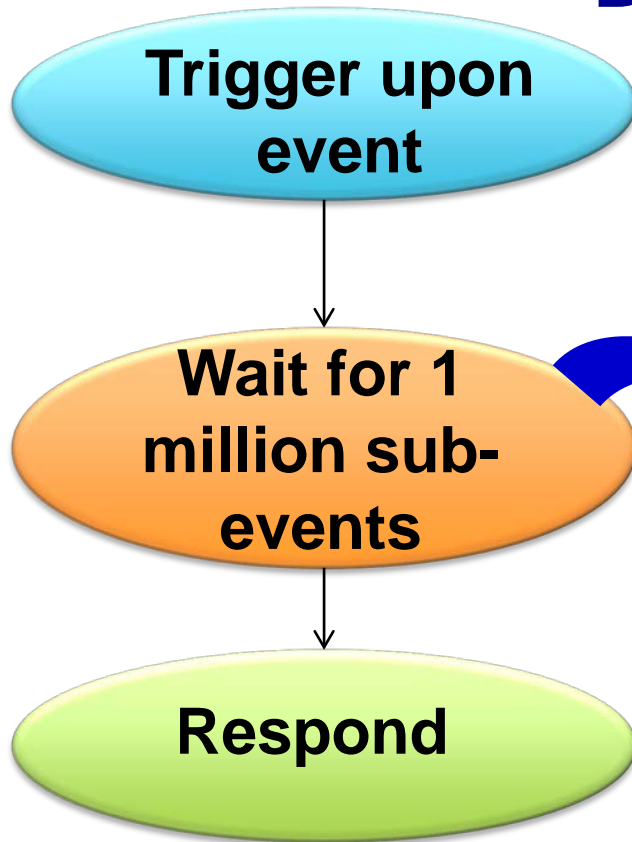 Trigger upon
event
Wait for 1
million sub-
events
Respond